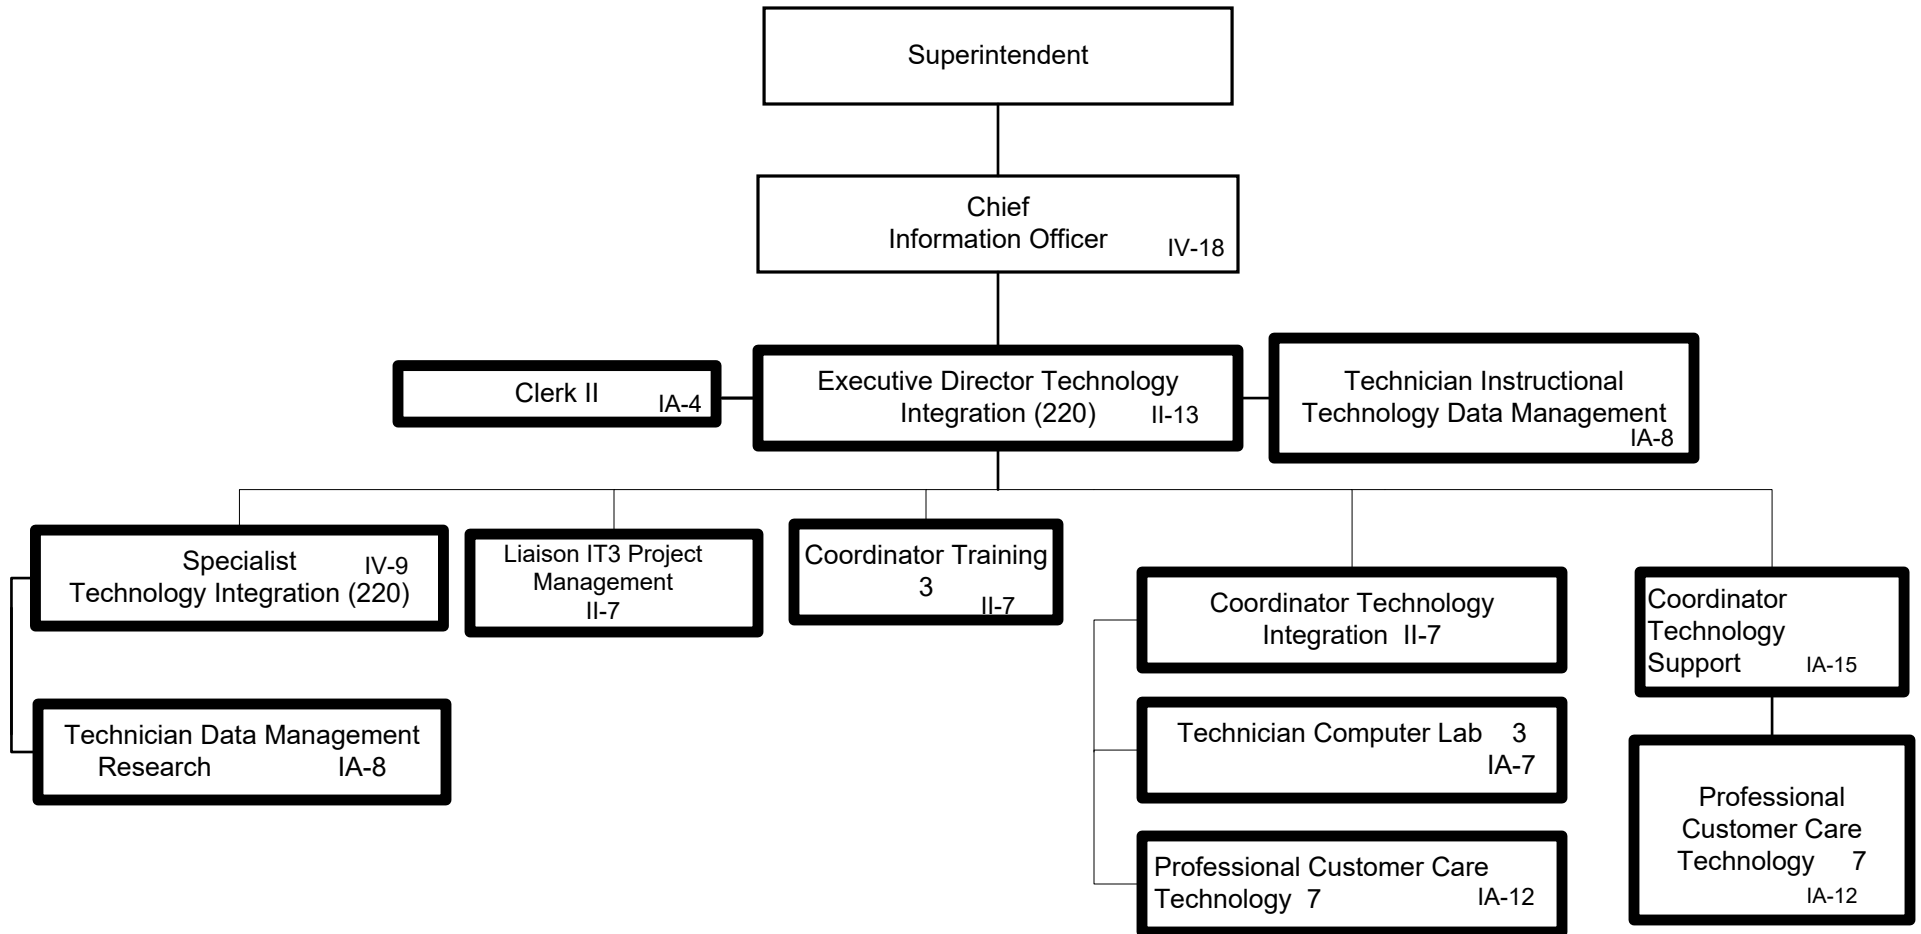 Superintendent
Chief
Information Officer IV-18
Clerk II IA-4
Executive Director Technology
Integration (220) II-13
Technician Instructional
Technology Data Management
IA-8
Specialist IV-9
Technology Integration (220)
Liaison IT3 Project
Management
II-7
Coordinator Training
3
II-7
Coordinator Technology
Integration II-7
Coordinator
Technology
Support IA-15
Technician Data Management
Research IA-8
Technician Computer Lab 3
IA-7
Professional Customer Care
Technology 7 IA-12
Professional
Customer Care
Technology 7
IA-12